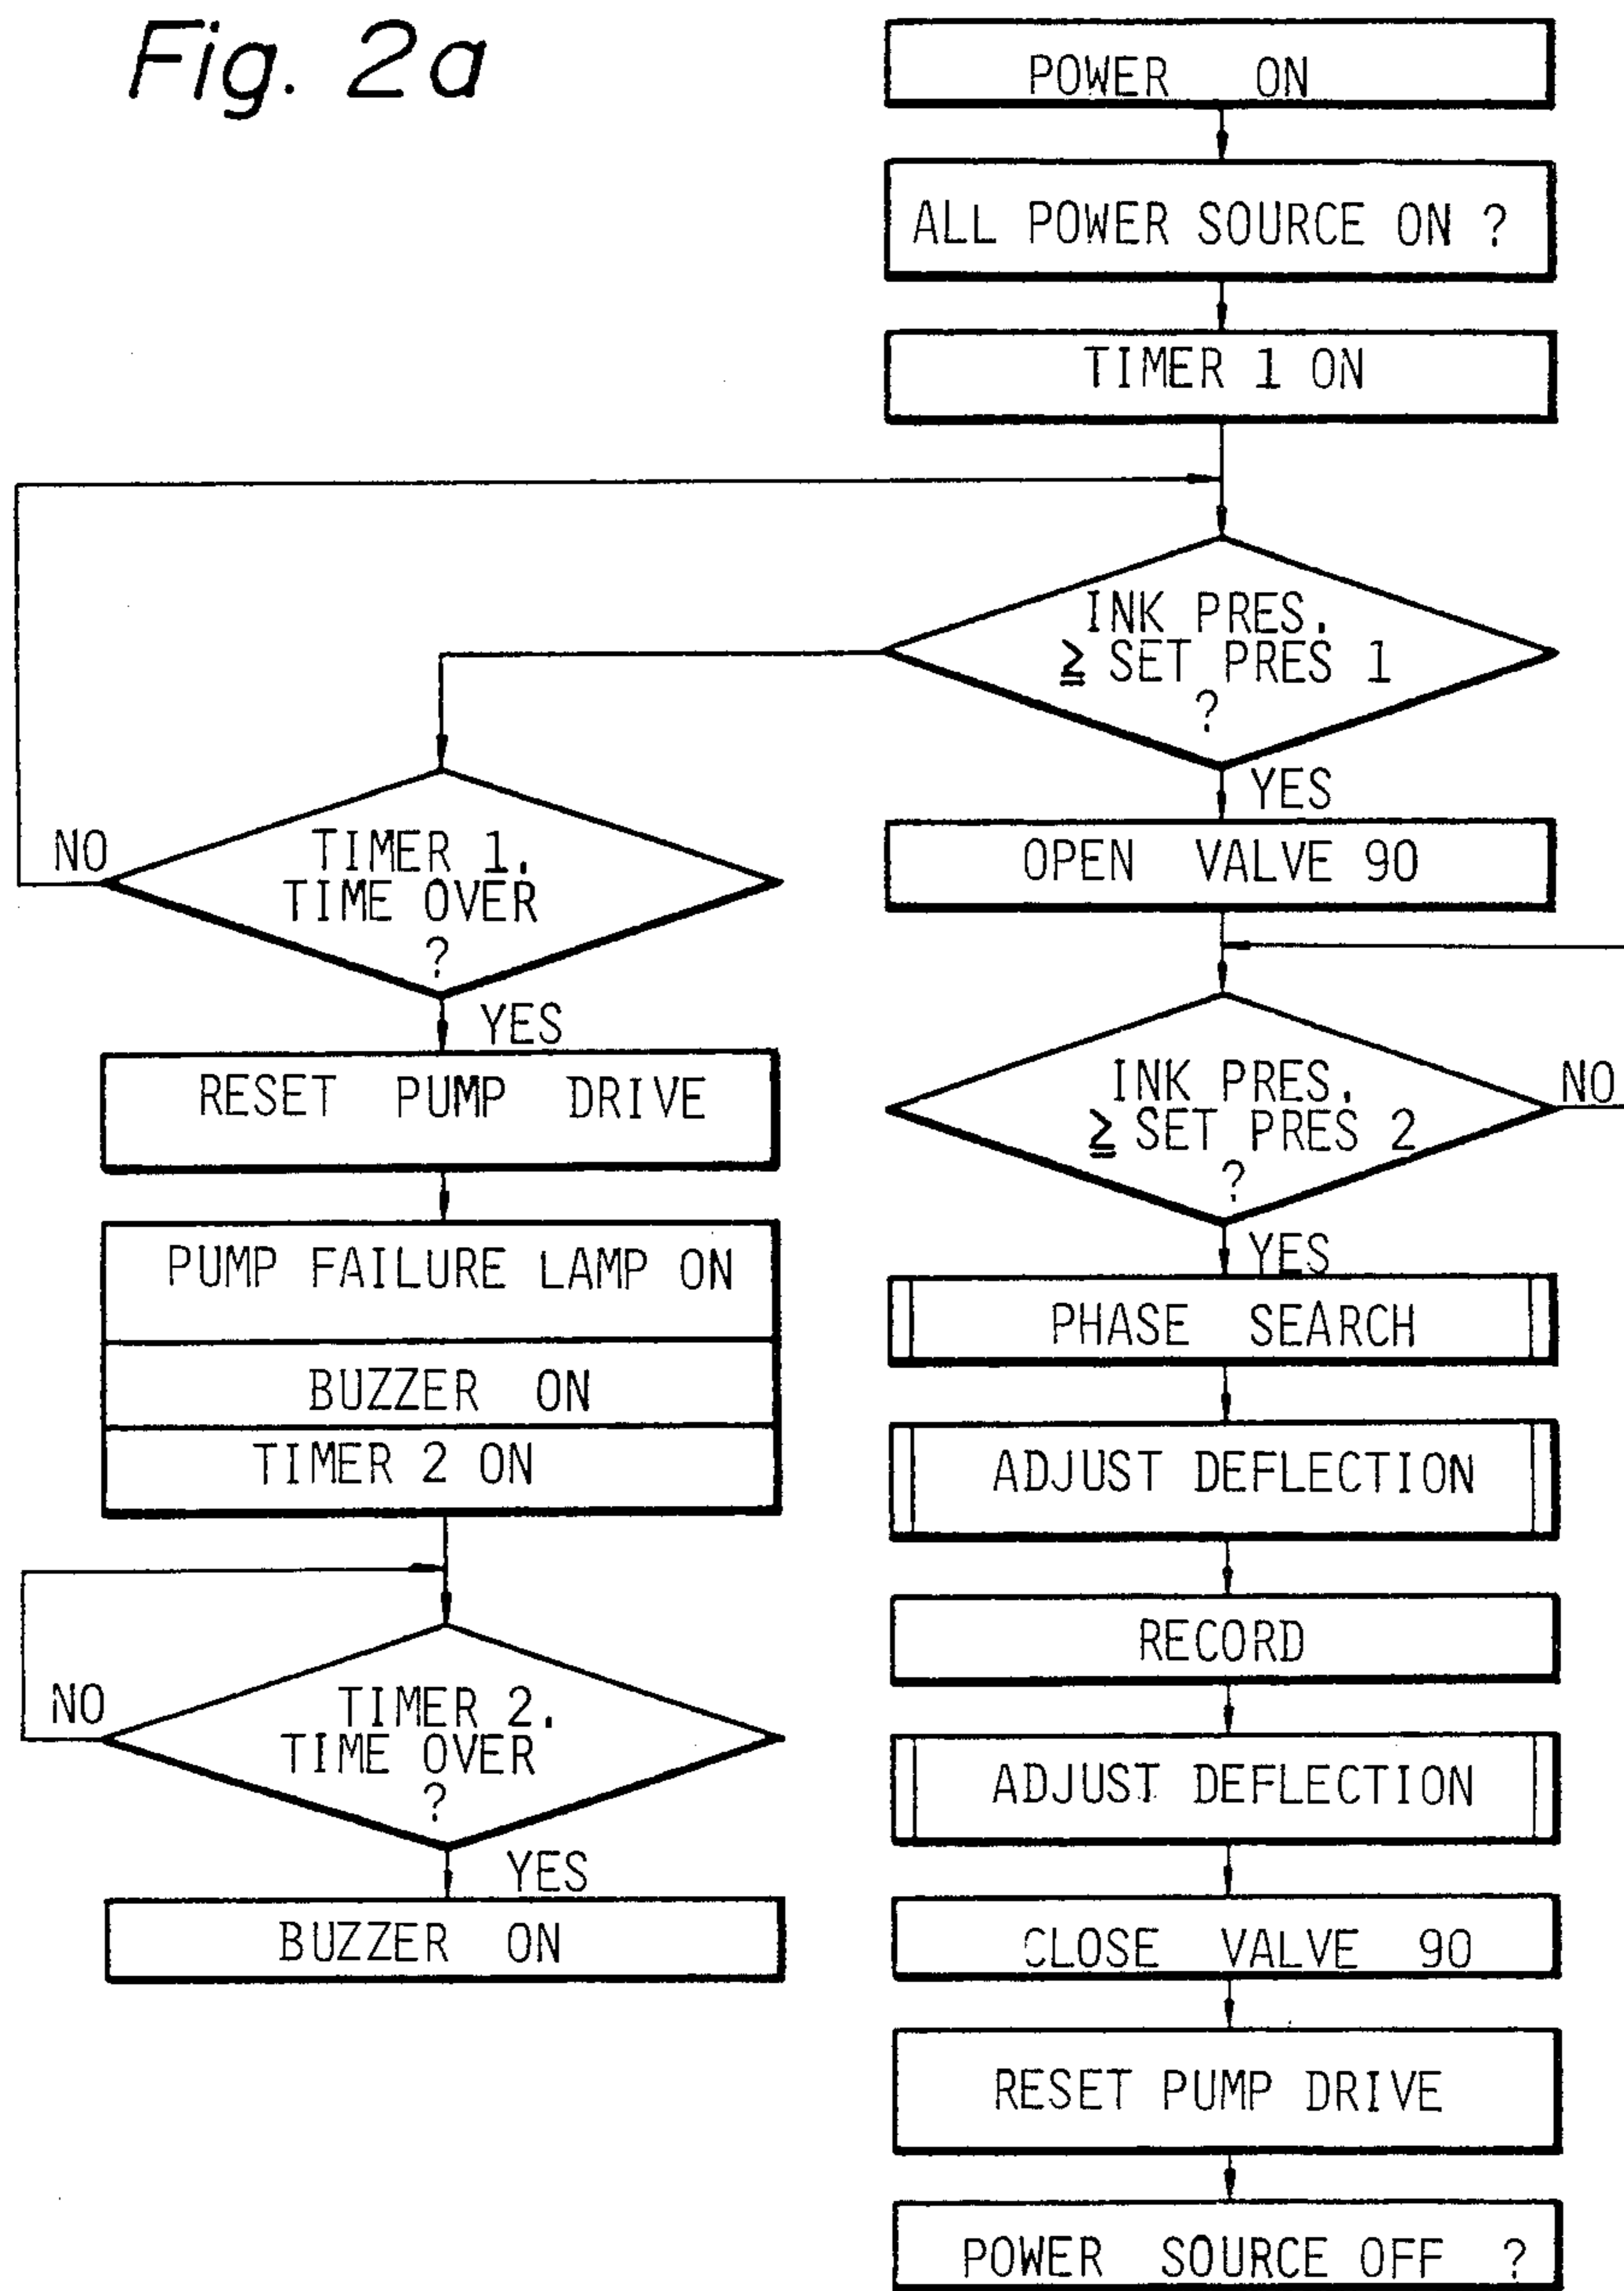 Fig. 2a
POWER ON
ALL POWER SOURCE ON ?
TIMER 1 ON
INK PRES.
≧ SET PRES 1
?
YES
OPEN VALVE 90
NO
TIMER 1.
TIME OVER
?
YES
RESET PUMP DRIVE
PUMP FAILURE LAMP ON
BUZZER ON
TIMER 2 ON
NO
TIMER 2.
TIME OVER
?
YES
BUZZER ON
INK PRES.
≧ SET PRES 2
?
NO
YES
PHASE SEARCH
ADJUST DEFLECTION
RECORD
ADJUST DEFLECTION
CLOSE VALVE 90
RESET PUMP DRIVE
POWER SOURCE OFF ?